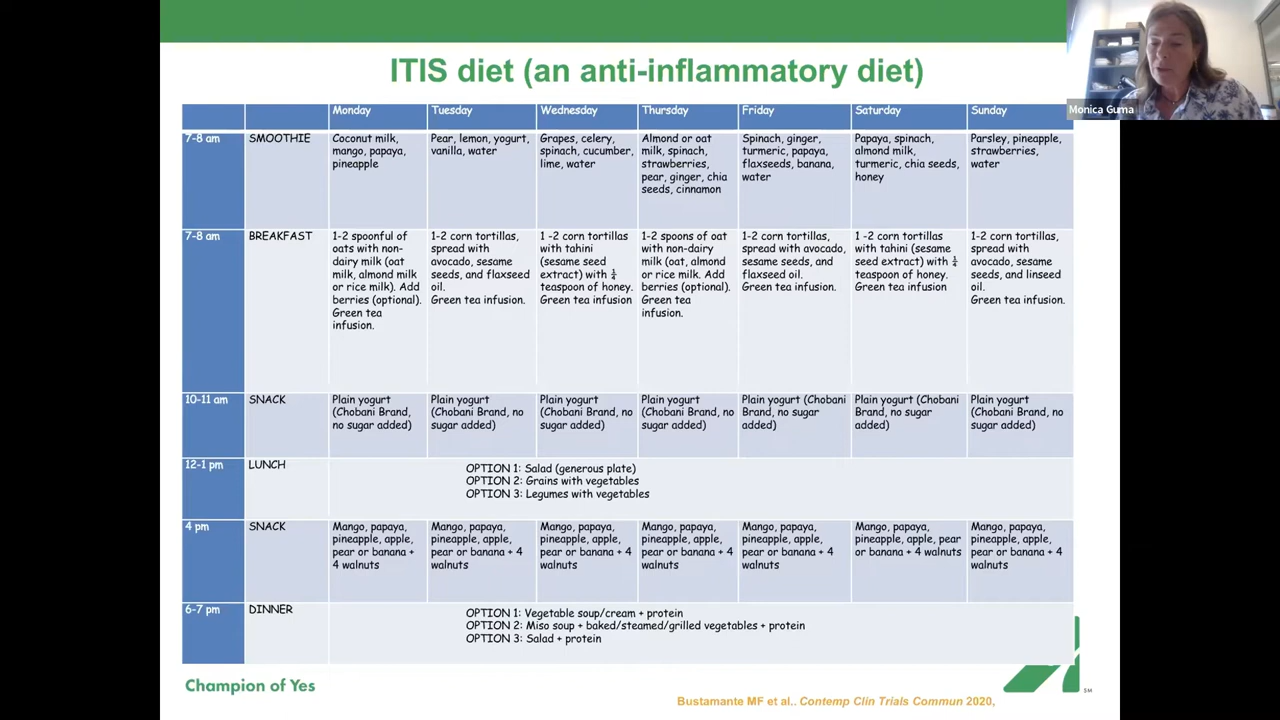 ITIS diet (an anti-inflammatory diet)
Monica Guma
Monday Tuesday Wednesday Thursday Friday Saturday Sunday
7-8 am
SMOOTHIE
Coconut milk,
mango, papaya,
pineapple
Pear, lemon, yogurt,
vanilla, water
Grapes, celery,
spinach, cucumber,
lime, water
Almond or oat
milk, spinach,
strawberries,
pear, ginger, chia
seeds, cinnamon
Spinach, ginger,
turmeric, papaya,
flaxseeds, banana,
water
Papaya, spinach,
almond milk,
turmeric, chia seeds,
honey
Parsley, pineapple,
strawberries,
water
7-8 am
BREAKFAST
1-2 spoonful of
oats with non-
dairy milk (oat
milk, almond milk
or rice milk). Add
berries (optional).
Green tea
infusion.
1-2 corn tortillas,
spread with
avocado, sesame
seeds, and flaxseed
oil.
Green tea infusion.
1 -2 corn tortillas
with tahini
(sesame seed
extract) with ¼
teaspoon of honey.
Green tea infusion
1-2 spoons of oat
with non-dairy
milk (oat, almond
or rice milk). Add
berries (optional).
Green tea
infusion.
1-2 corn tortillas,
spread with avocado,
sesame seeds, and
flaxseed oil.
Green tea infusion.
1 -2 corn tortillas
with tahini (sesame
seed extract) with ¼
teaspoon of honey.
Green tea infusion
1-2 corn tortillas,
spread with
avocado, sesame
seeds, and linseed
oil.
Green tea infusion.
10-11 am
SNACK
Plain yogurt
(Chobani Brand,
no sugar added)
Plain yogurt
(Chobani Brand, no
sugar added)
Plain yogurt
(Chobani Brand, no
sugar added)
Plain yogurt
(Chobani Brand, no
sugar added)
Plain yogurt (Chobani
Brand, no sugar
added)
Plain yogurt (Chobani
Brand, no sugar
added)
Plain yogurt
(Chobani Brand, no
sugar added)
12-1 pm
LUNCH
OPTION 1: Salad (generous plate)
OPTION 2: Grains with vegetables
OPTION 3: Legumes with vegetables
4 pm
SNACK
Mango, papaya,
pineapple, apple,
pear or banana +
4 walnuts
Mango, papaya,
pineapple, apple,
pear or banana + 4
walnuts
Mango, papaya,
pineapple, apple,
pear or banana + 4
walnuts
Mango, papaya,
pineapple, apple,
pear or banana + 4
walnuts
Mango, papaya,
pineapple, apple,
pear or banana + 4
walnuts
Mango, papaya,
pineapple, apple, pear
or banana + 4 walnuts
Mango, papaya,
pineapple, apple,
pear or banana + 4
walnuts
6-7 pm
DINNER
OPTION 1: Vegetable soup/cream + protein
OPTION 2: Miso soup + baked/steamed/grilled vegetables + protein
OPTION 3: Salad + protein
Champion of Yes
SM
Bustamante MF et al.. Contemp Clin Trials Commun 2020,